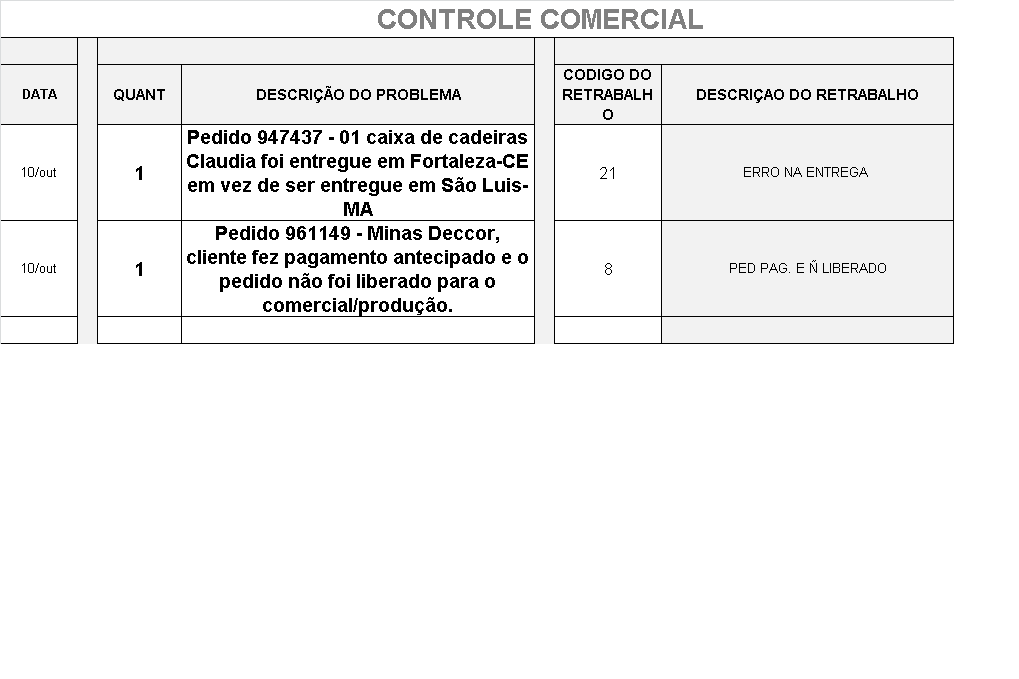 CONTROLE COMERCIAL
DATA
QUANT
DESCRIÇÃO DO PROBLEMA
CODIGO DO
RETRABALH
O
DESCRIÇAO DO RETRABALHO
10/out
1
Pedido 947437 - 01 caixa de cadeiras
Claudia foi entregue em Fortaleza-CE
em vez de ser entregue em São Luis-
MA
21
ERRO NA ENTREGA
10/out
1
Pedido 961149 - Minas Deccor,
cliente fez pagamento antecipado e o
pedido não foi liberado para o
comercial/produção.
8
PED PAG. E Ñ LIBERADO